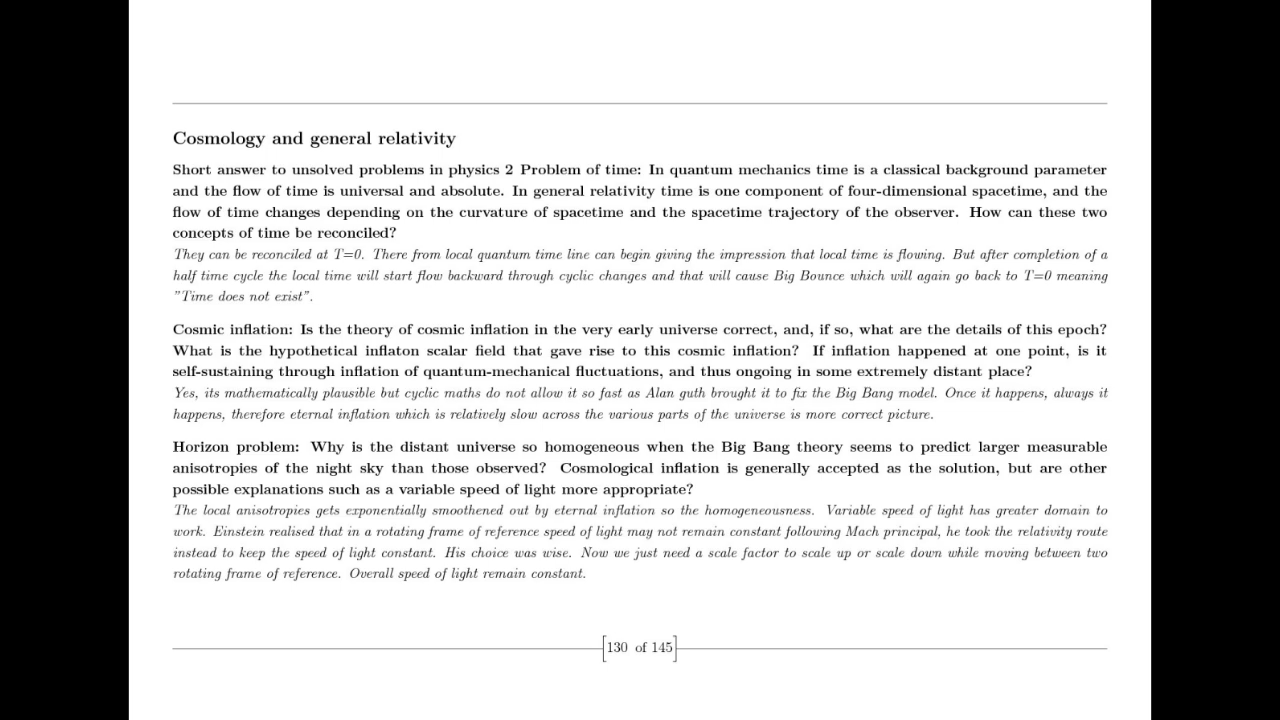 Cosmology and general relativity
Short answer to unsolved problems in physics 2 Problem of time: In quantum mechanics time is a classical background parameter
and the flow of time is universal and absolute. In general relativity time is one component of four-dimensional spacetime, and the
flow of time changes depending on the curvature of spacetime and the spacetime trajectory of the observer. How can these two
concepts of time be reconciled?
They can be reconciled at T=0. There from local quantum time line can begin giving the impression that local time is flowing. But after completion of a
half time cycle the local time will start flow backward through cyclic changes and that will cause Big Bounce which will again go back to T=0 meaning
"Time does not exist".
Cosmic inflation: Is the theory of cosmic inflation in the very early universe correct, and, if so, what are the details of this epoch?
What is the hypothetical inflaton scalar field that gave rise to this cosmic inflation? If inflation happened at one point, is it
self-sustaining through inflation of quantum-mechanical fluctuations, and thus ongoing in some extremely distant place?
Yes, its mathematically plausible but cyclic maths do not allow it so fast as Alan guth brought it to fix the Big Bang model. Once it happens, always it
happens, therefore eternal inflation which is relatively slow across the various parts of the universe is more correct picture.
Horizon problem: Why is the distant universe so homogeneous when the Big Bang theory seems to predict larger measurable
anisotropies of the night sky than those observed? Cosmological inflation is generally accepted as the solution, but are other
possible explanations such as a variable speed of light more appropriate?
The local anisotropies gets exponentially smoothened out by eternal inflation so the homogeneousness. Variable speed of light has greater domain to
work. Einstein realised that in a rotating frame of reference speed of light may not remain constant following Mach principal, he took the relativity route
instead to keep the speed of light constant. His choice was wise. Now we just need a scale factor to scale up or scale down while moving between two
rotating frame of reference. Overall speed of light remain constant.
130 of 145